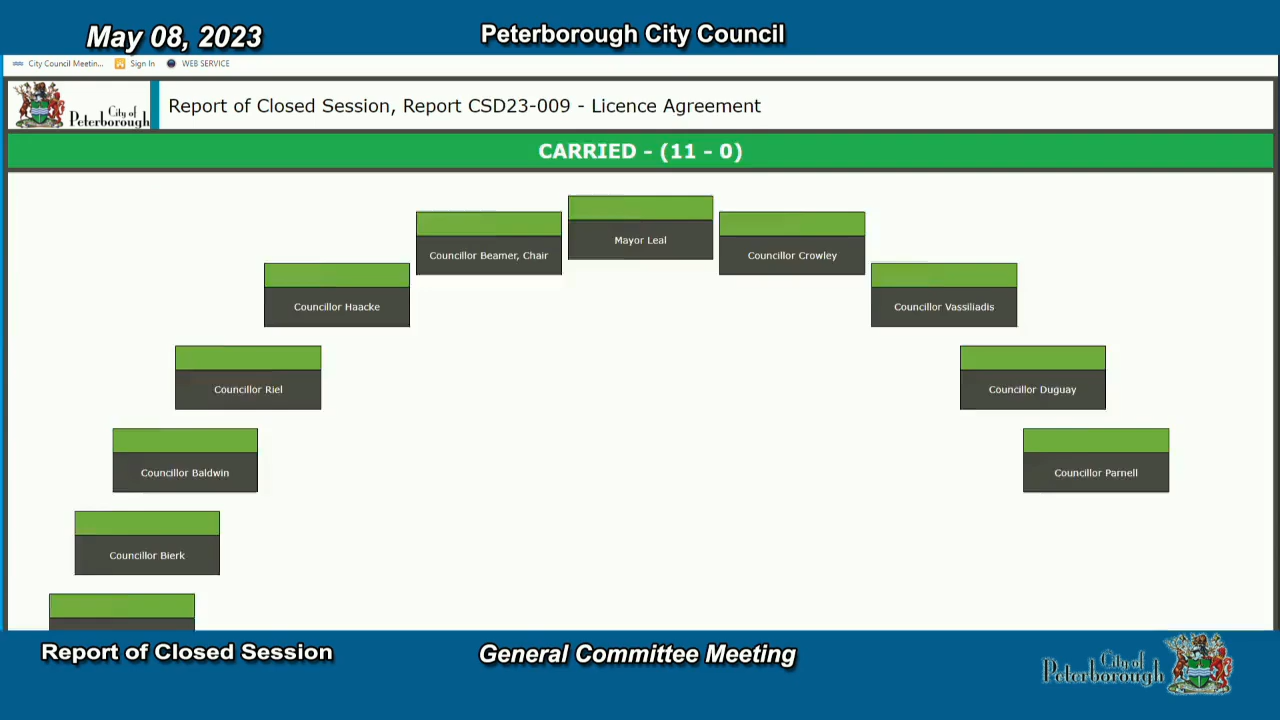 May 08, 2023
Peterborough City Council
City Council Meetin...
Sign In
WEB SERVICE
City of
Peterborough
Report of Closed Session, Report CSD23-009 - Licence Agreement
CARRIED - (11 - 0)
Mayor Leal
Councillor Beamer, Chair
Councillor Crowley
Councillor Haacke
Councillor Vassiliadis
Councillor Riel
Councillor Duguay
Councillor Baldwin
Councillor Parnell
Councillor Bierk
Report of Closed Session
General Committee Meeting
City of
Peterborough